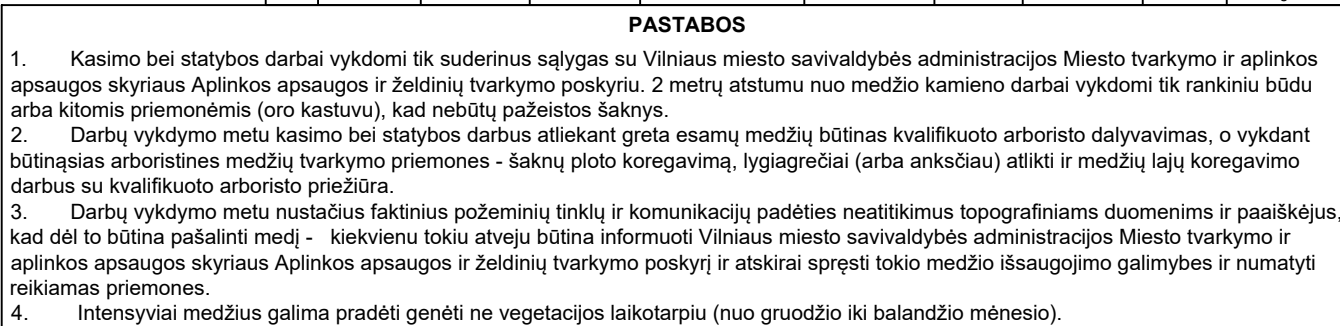 PASTABOS
1. Kasimo bei statybos darbai vykdomi tik suderinus sąlygas su Vilniaus miesto savivaldybės administracijos Miesto tvarkymo ir aplinkos
apsaugos skyriaus Aplinkos apsaugos ir želdinių tvarkymo poskyriu. 2 metrų atstumu nuo medžio kamieno darbai vykdomi tik rankiniu būdu
arba kitomis priemonėmis (oro kastuvu), kad nebūtų pažeistos šaknys.
2. Darbų vykdymo metu kasimo bei statybos darbus atliekant greta esamų medžių būtinas kvalifikuoto arboristo dalyvavimas, o vykdant
būtinąsias arboristines medžių tvarkymo priemones - šaknų ploto koregavimą, lygiagrečiai (arba anksčiau) atlikti ir medžių lajų koregavimo
darbus su kvalifikuoto arboristo priežiūra.
3. Darbų vykdymo metu nustačius faktinius požeminių tinklų ir komunikacijų padėties neatitikimus topografiniams duomenims ir paaiškėjus,
kad dėl to būtina pašalinti medį - kiekvienu tokiu atveju būtina informuoti Vilniaus miesto savivaldybės administracijos Miesto tvarkymo ir
aplinkos apsaugos skyriaus Aplinkos apsaugos ir želdinių tvarkymo poskyrį ir atskirai spręsti tokio medžio išsaugojimo galimybes ir numatyti
reikiamas priemones.
4. Intensyviai medžius galima pradėti genėti ne vegetacijos laikotarpiu (nuo gruodžio iki balandžio mėnesio).